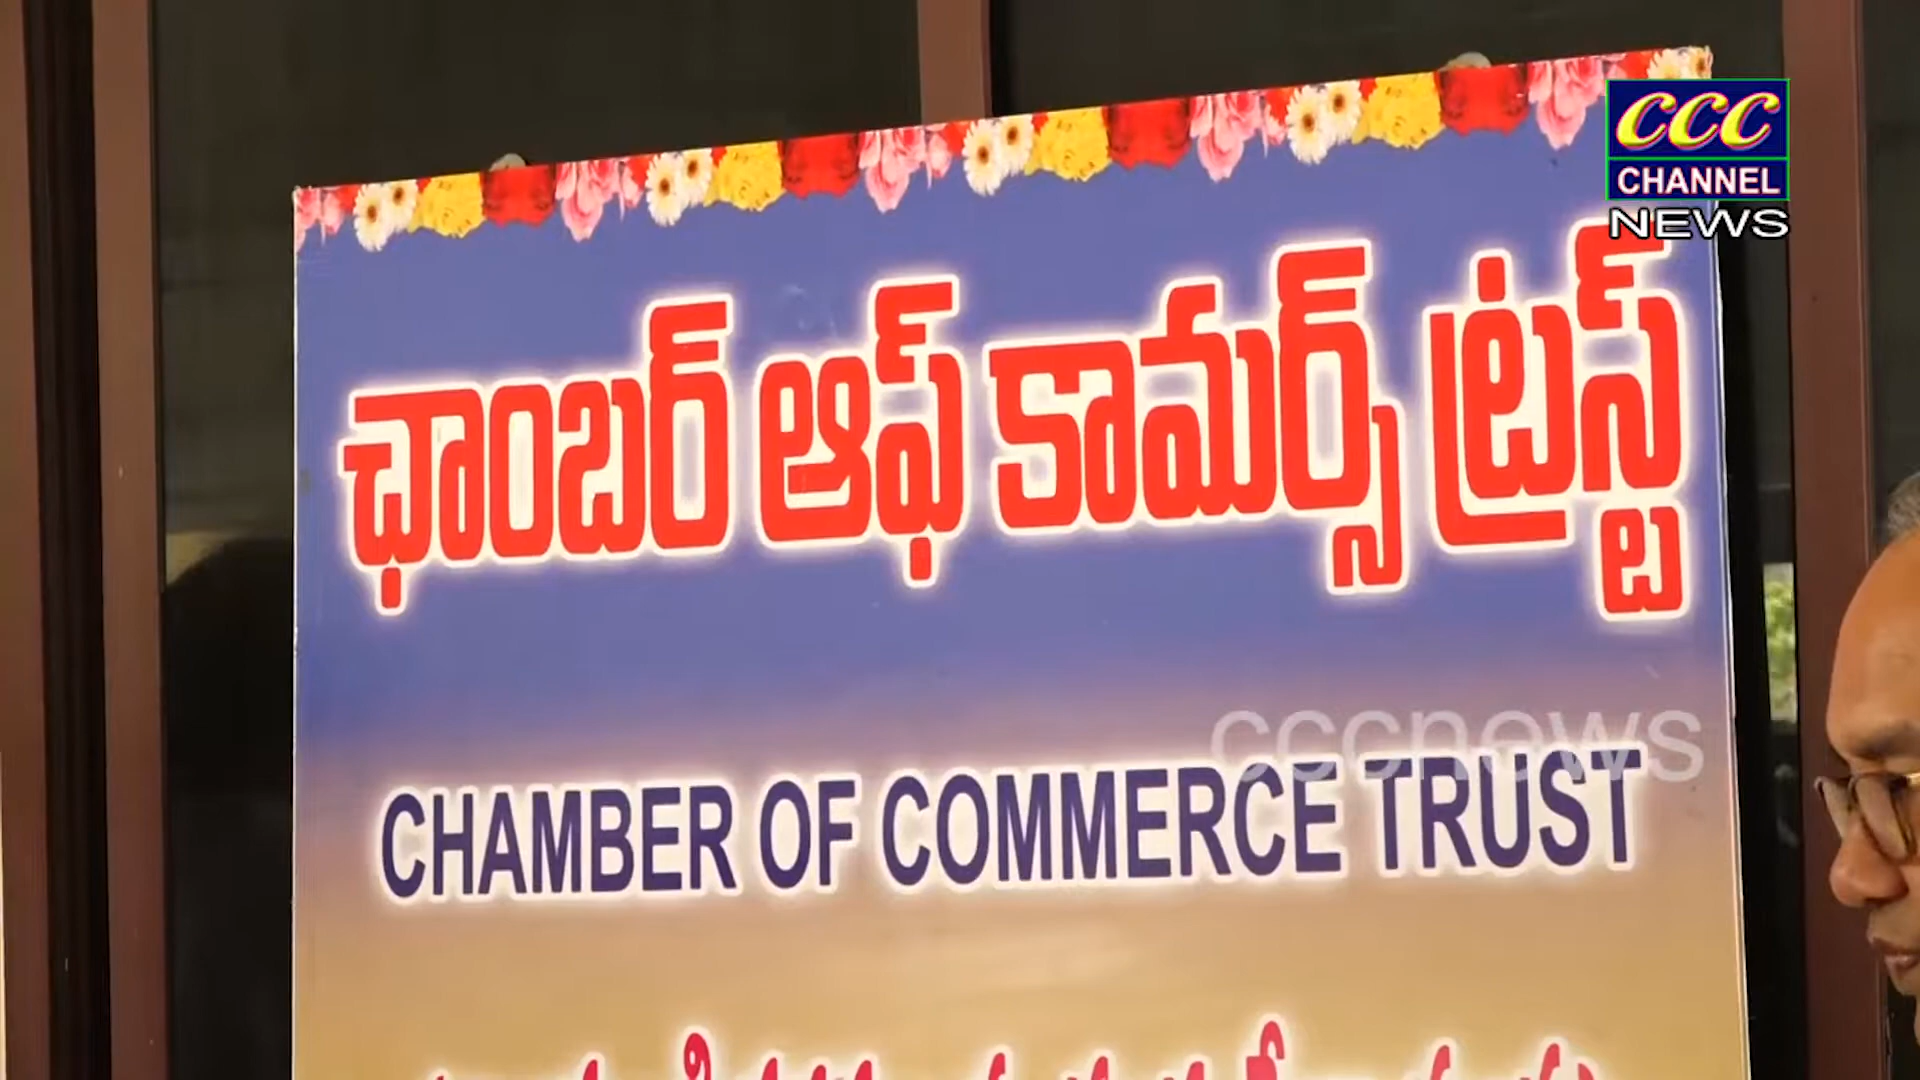 CCC
CHANNEL
NEWS
ఛాంబర్ ఆఫ్ కామర్స్ ట్రస్ట్
cccnews
CHAMBER OF COMMERCE TRUST